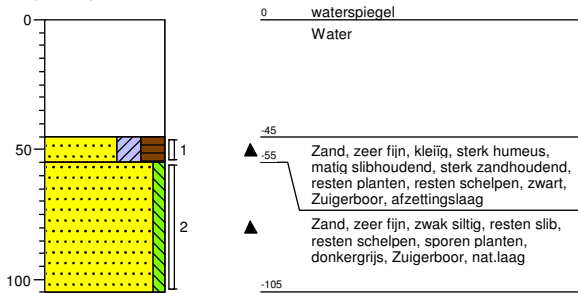 0
50
100
1
2
0 waterspiegel
Water
-45
Zand, zeer fijn, kleiïg, sterk humeus,
-55
matig slibhoudend, sterk zandhoudend,
resten planten, resten schelpen, zwart,
Zuigerboor, afzettingslaag
Zand, zeer fijn, zwak siltig, resten slib,
resten schelpen, sporen planten,
donkergrijs, Zuigerboor, nat.laag
-105